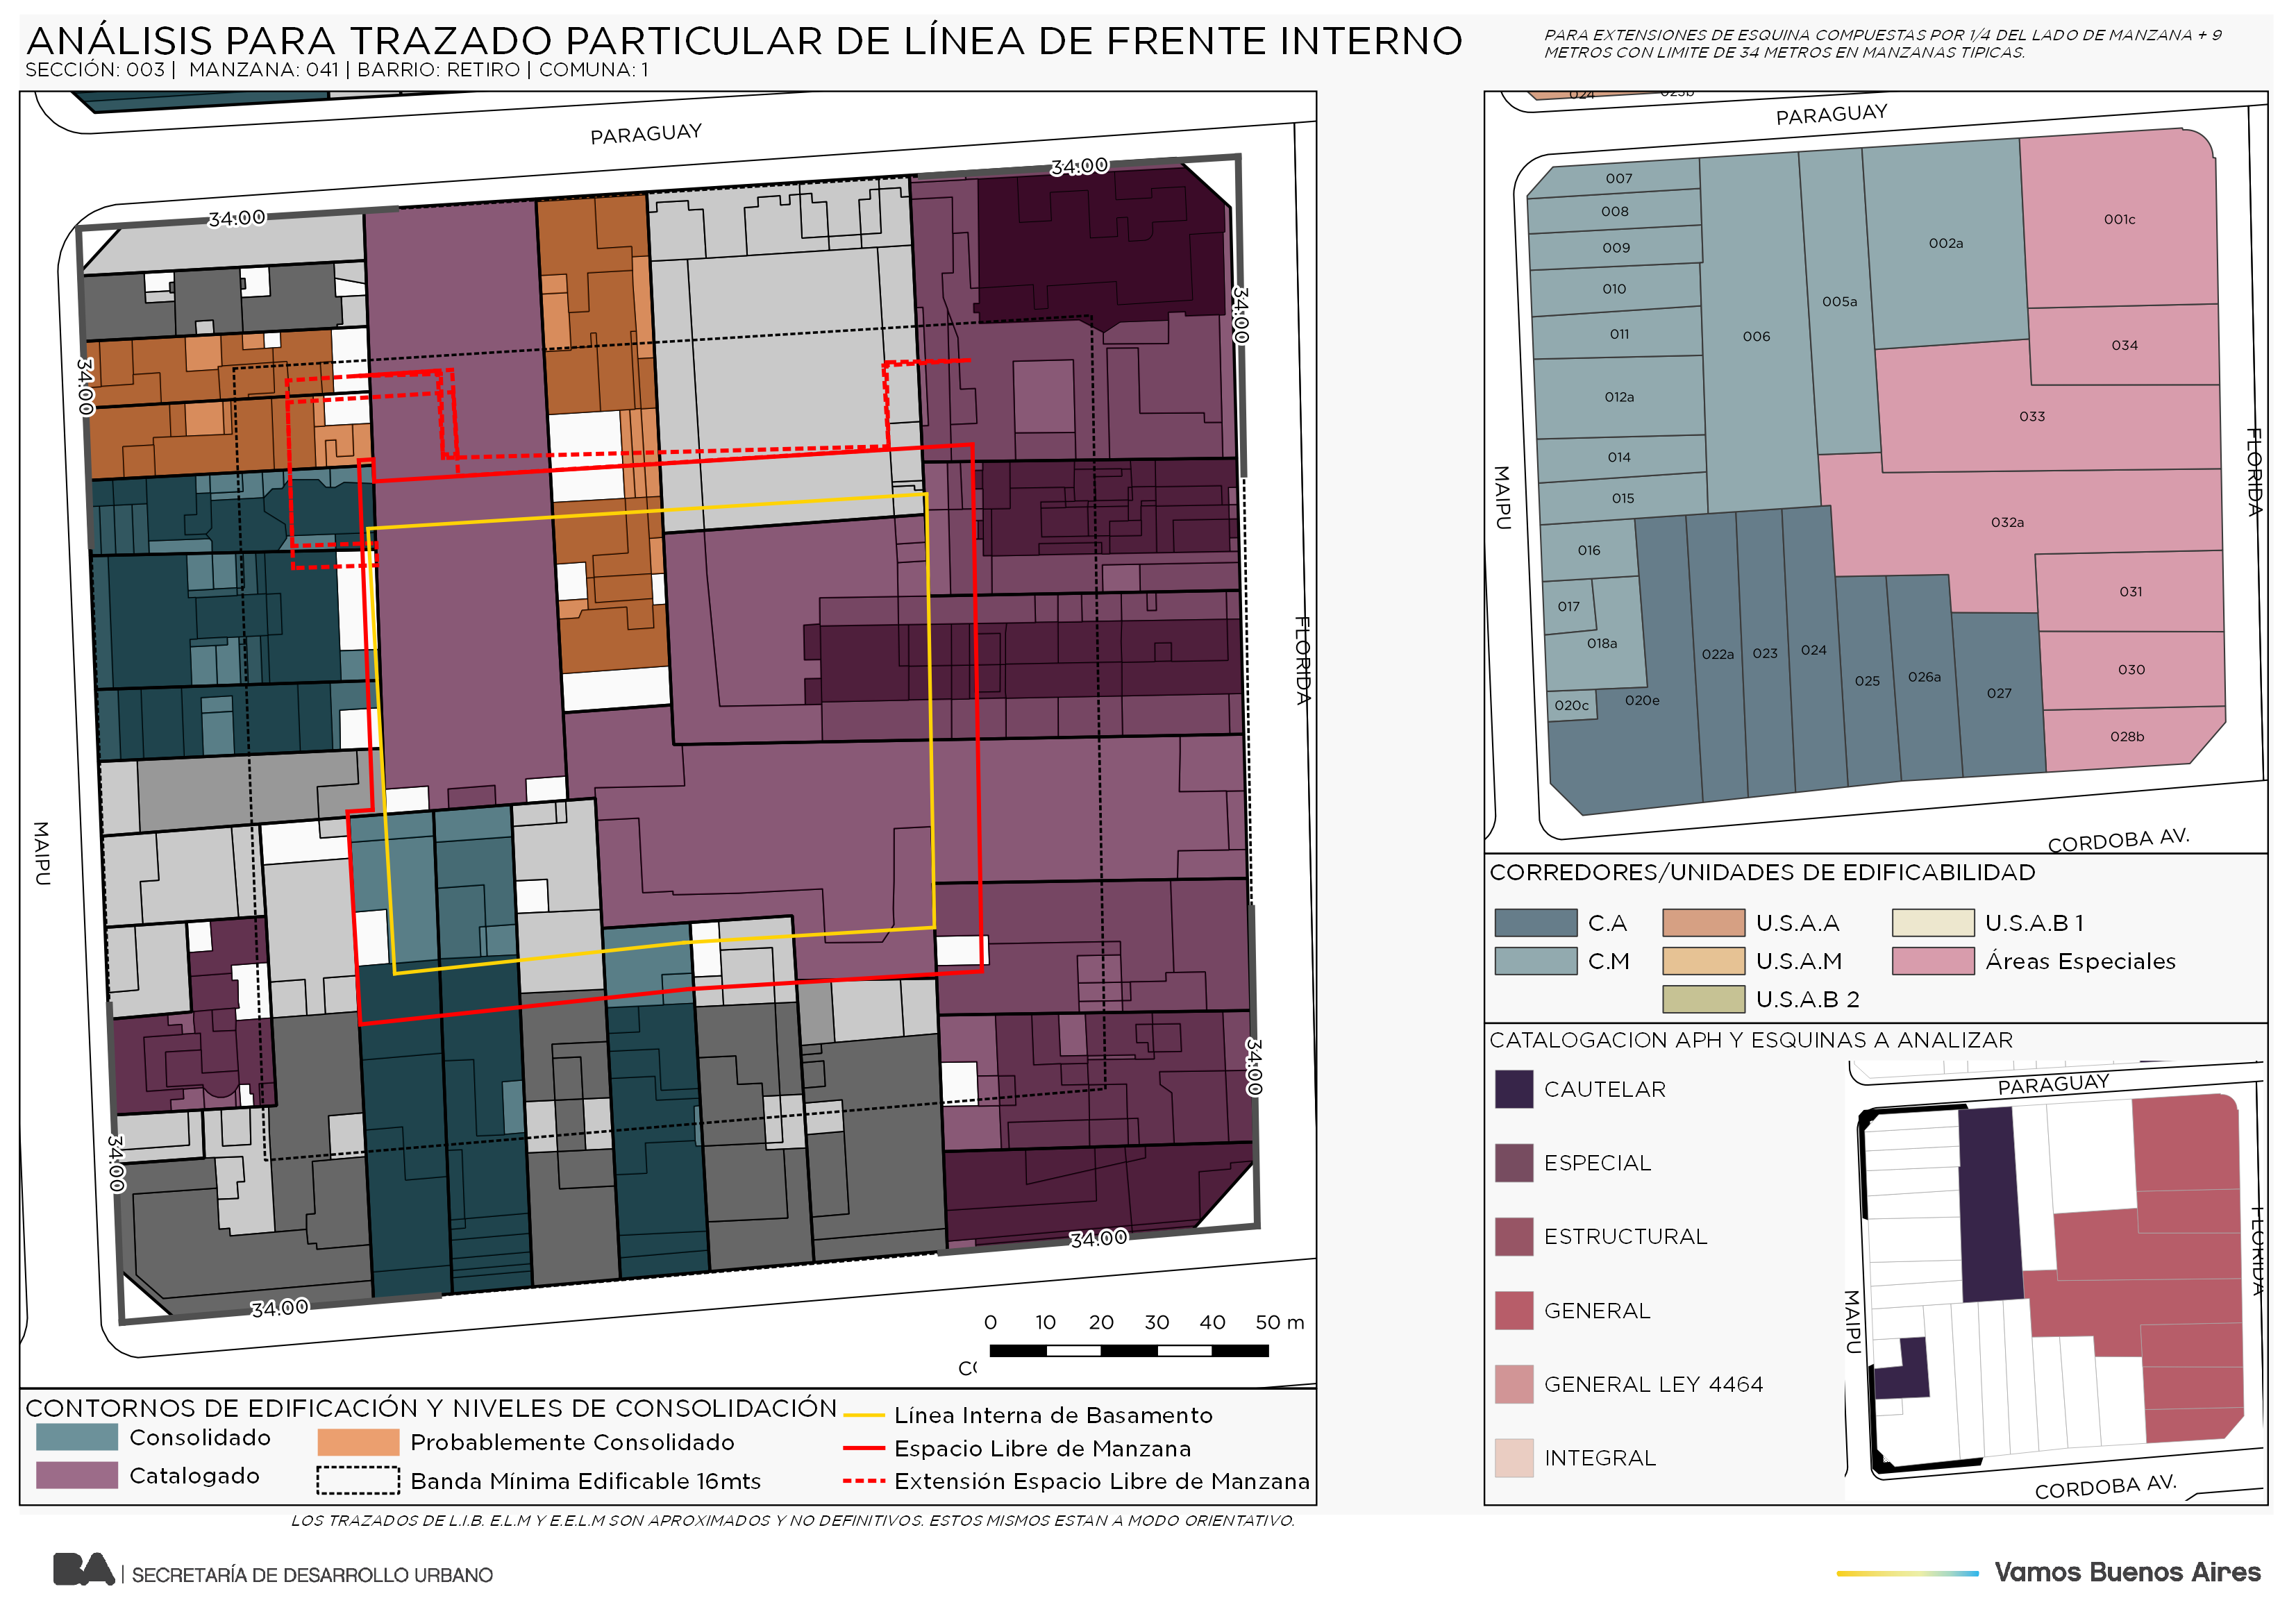 ANÁLISIS PARA TRAZADO PARTICULAR DE LÍNEA DE FRENTE INTERNO
SECCIÓN: 003 | MANZANA: 041 | BARRIO: RETIRO | COMUNA: 1
PARA EXTENSIONES DE ESQUINA COMPUESTAS POR 1/4 DEL LADO DE MANZANA + 9
METROS CON LIMITE DE 34 METROS EN MANZANAS TIPICAS.
PARAGUAY
34.00
34.00
34.00
34.00
FLORIDA
MAIPU
34.00
34.00
34.00
34.00
0 10 20 30 40 50 m
CONTORNOS DE EDIFICACIÓN Y NIVELES DE CONSOLIDACIÓN
Consolidado
Catalogado
Probablemente Consolidado
Banda Mínima Edificable 16mts
Línea Interna de Basamento
Espacio Libre de Manzana
Extensión Espacio Libre de Manzana
024
023b
PARAGUAY
007
008
009
010
011
012a
014
015
016
017
018a
020c
020e
006
005a
002a
001c
034
033
032a
031
030
028b
022a
023
024
025
026a
027
MAIPU
FLORIDA
CORDOBA AV.
CORREDORES/UNIDADES DE EDIFICABILIDAD
C.A
C.M
U.S.A.A
U.S.A.M
U.S.A.B 2
U.S.A.B 1
Áreas Especiales
CATALOGACION APH Y ESQUINAS A ANALIZAR
CAUTELAR
ESPECIAL
ESTRUCTURAL
GENERAL
GENERAL LEY 4464
INTEGRAL
PARAGUAY
FLORIDA
MAIPU
CORDOBA AV.
LOS TRAZADOS DE L.I.B. E.L.M Y E.E.L.M SON APROXIMADOS Y NO DEFINITIVOS. ESTOS MISMOS ESTAN A MODO ORIENTATIVO.
BA | SECRETARÍA DE DESARROLLO URBANO
Vamos Buenos Aires